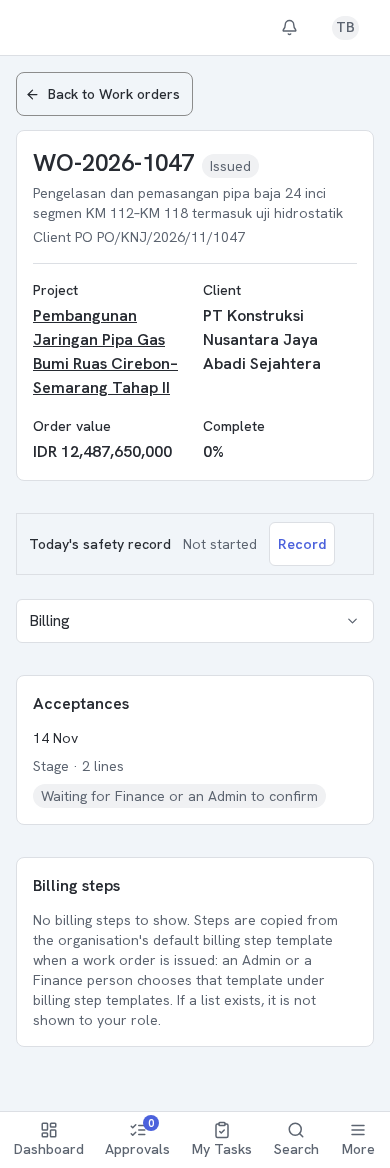 TB
Back to Work orders
WO-2026-1047 Issued
Pengelasan dan pemasangan pipa baja 24 inci
segmen KM 112–KM 118 termasuk uji hidrostatik
Client PO PO/KNJ/2026/11/1047
Project
Pembangunan
Jaringan Pipa Gas
Bumi Ruas Cirebon–
Semarang Tahap II
Client
PT Konstruksi
Nusantara Jaya
Abadi Sejahtera
Order value
IDR 12,487,650,000
Complete
0%
Today's safety record Not started Record
Billing
Acceptances
14 Nov
Stage · 2 lines
Waiting for Finance or an Admin to confirm
Billing steps
No billing steps to show. Steps are copied from
the organisation's default billing step template
when a work order is issued: an Admin or a
Finance person chooses that template under
billing step templates. If a list exists, it is not
shown to your role.
0
Dashboard Approvals My Tasks Search More